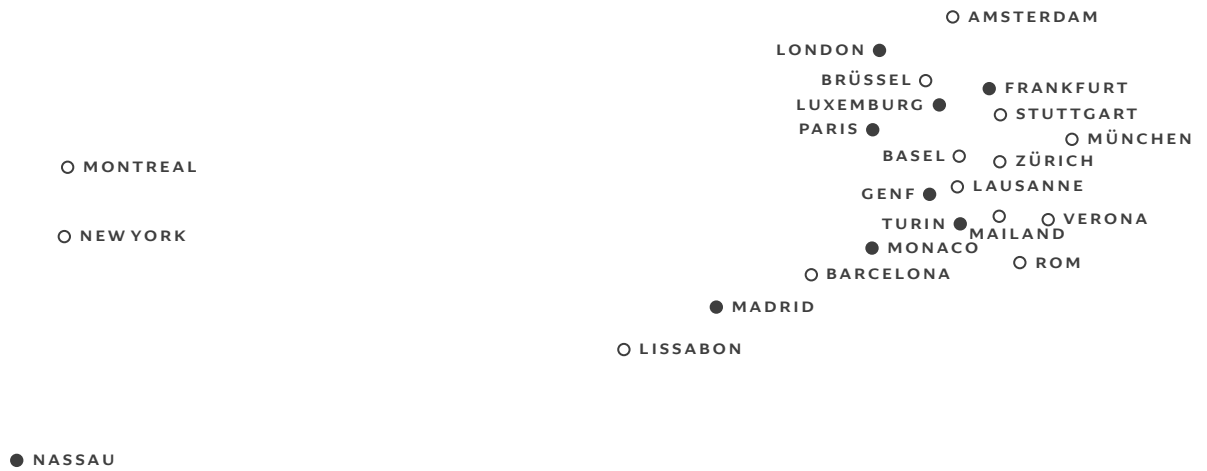 AMSTERDAM
LONDON
BRÜSSEL
FRANKFURT
LUXEMBURG
STUTTGART
PARIS
MÜNCHEN
BASEL
ZÜRICH
MONTREAL
LAUSANNE
GENF
VERONA
TURIN
MAILAND
NEW YORK
MONACO
ROM
BARCELONA
MADRID
LISSABON
NASSAU